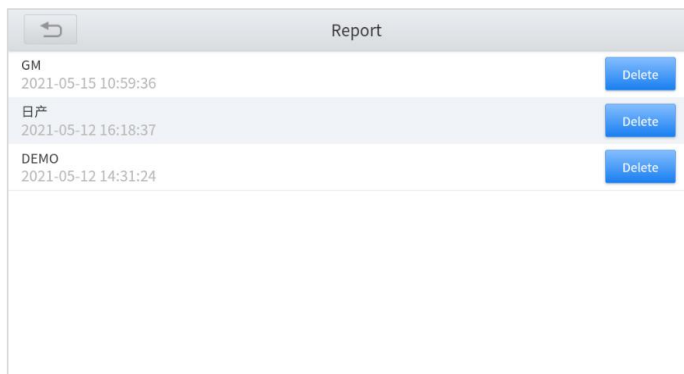 Report
GM
2021-05-15 10:59:36
Delete
日产
2021-05-12 16:18:37
Delete
DEMO
2021-05-12 14:31:24
Delete